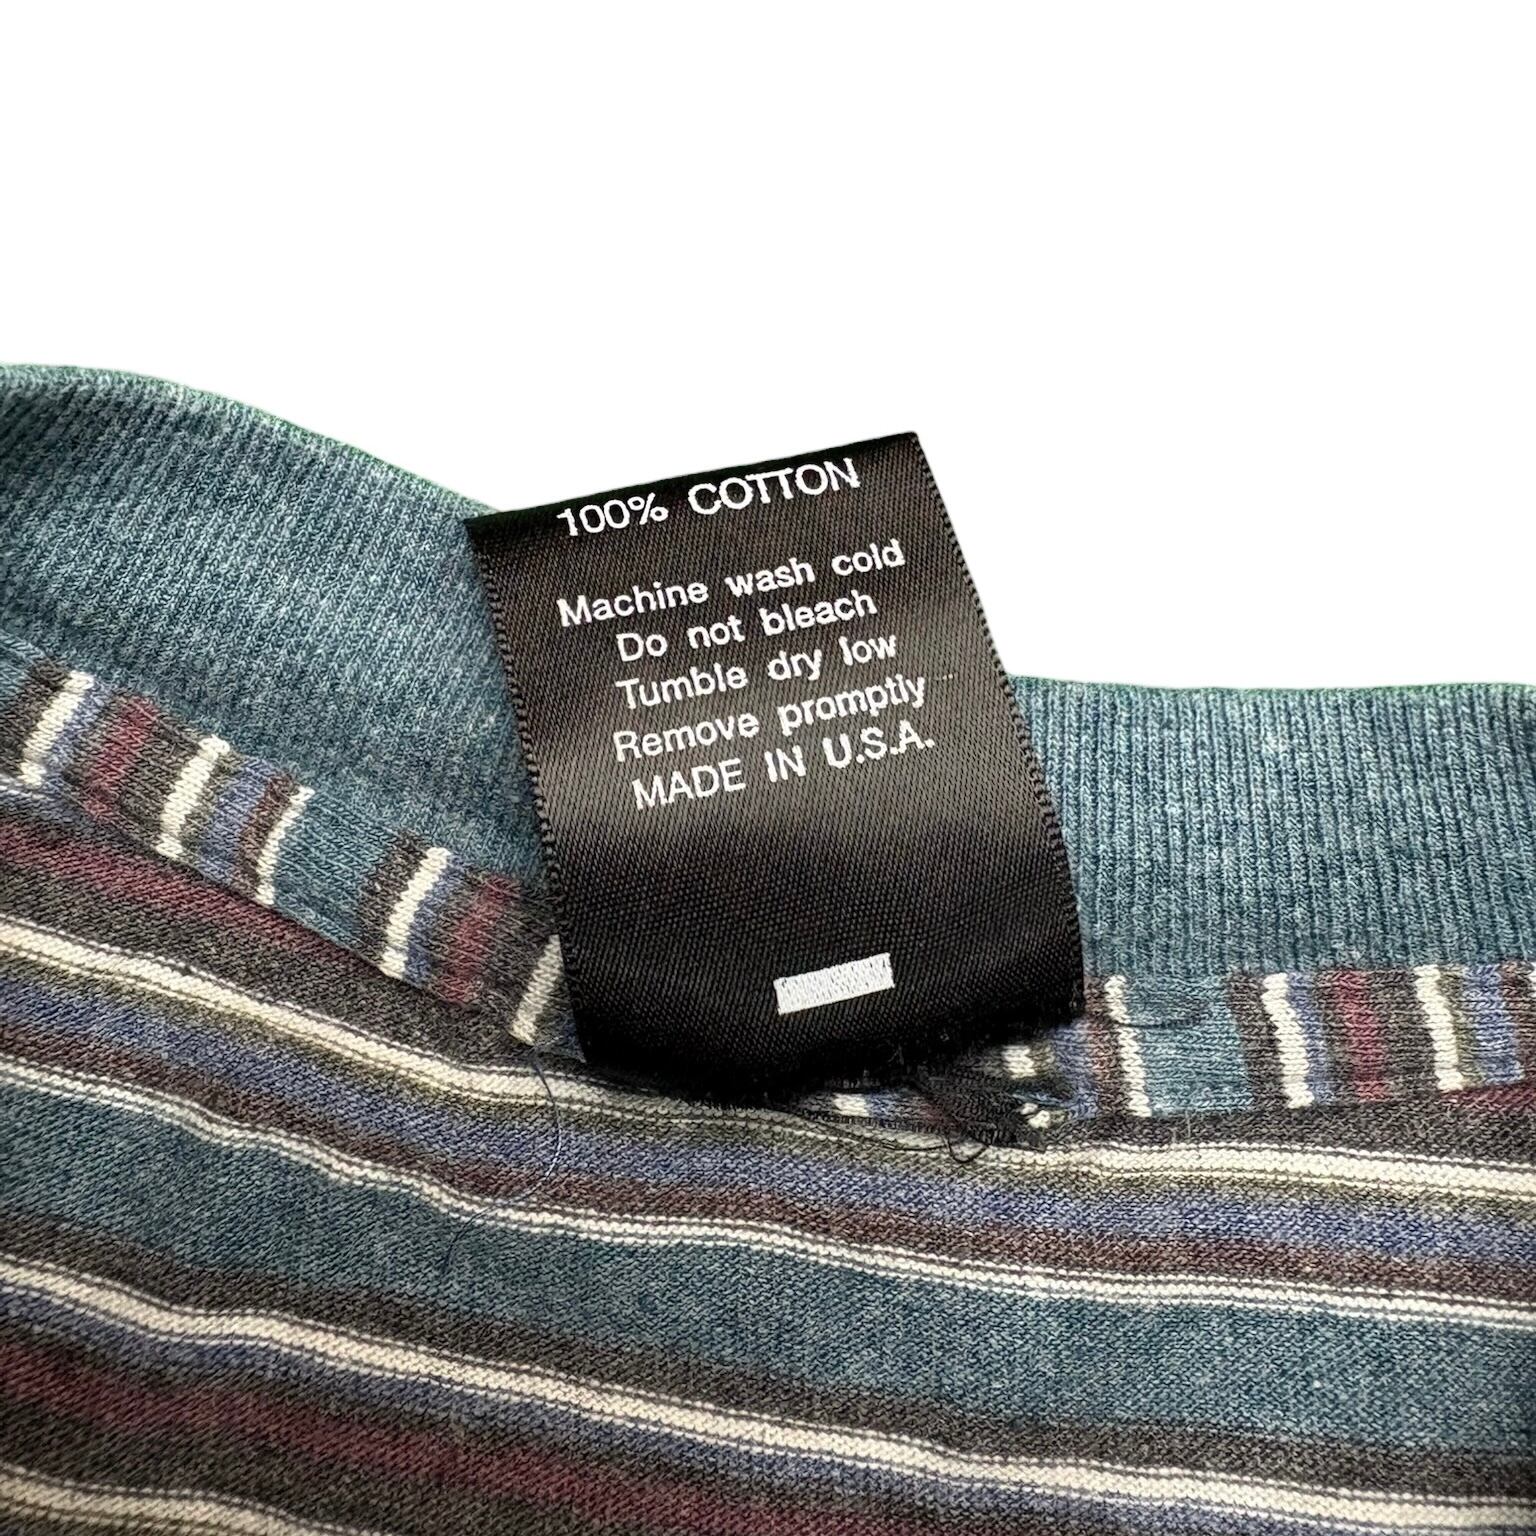 100% COTTON
Machine wash cold
Do not bleach
Tumble dry low
Remove promptly
MADE IN U.S.A.